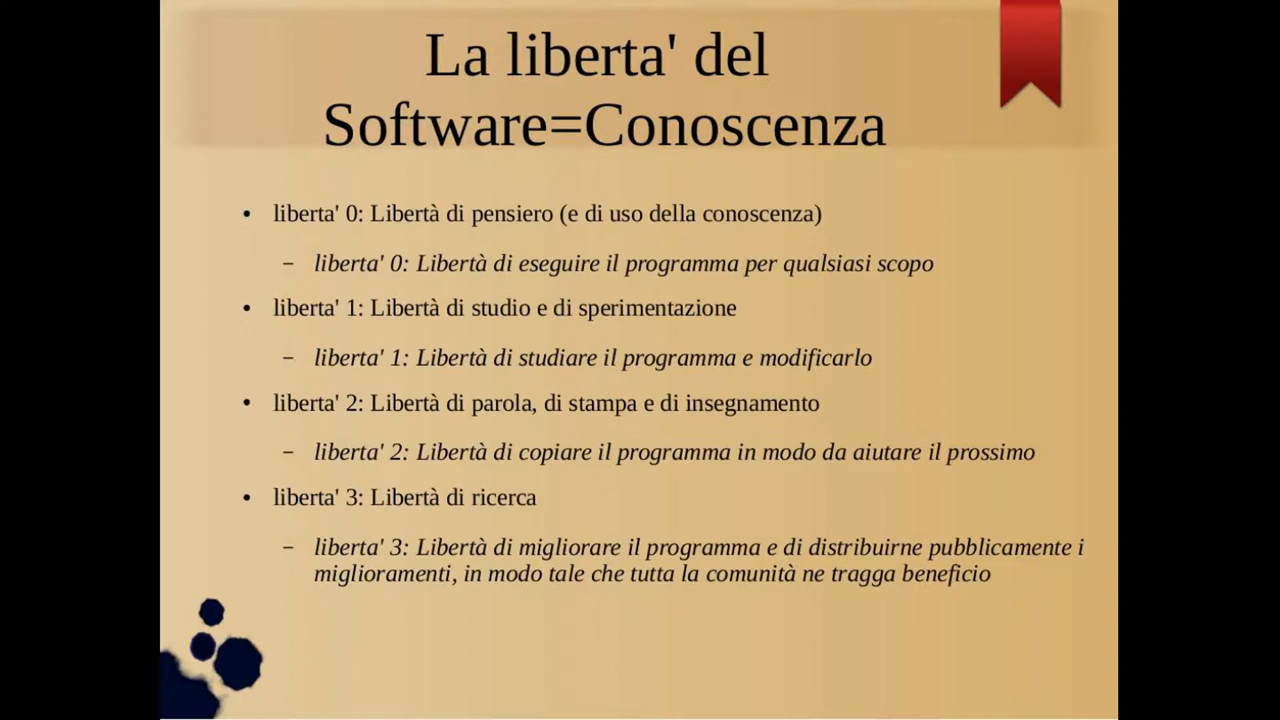 La liberta' del
Software=Conoscenza
• liberta' 0: Libertà di pensiero (e di uso della conoscenza)
– liberta' 0: Libertà di eseguire il programma per qualsiasi scopo
• liberta' 1: Libertà di studio e di sperimentazione
– liberta' 1: Libertà di studiare il programma e modificarlo
• liberta' 2: Libertà di parola, di stampa e di insegnamento
– liberta' 2: Libertà di copiare il programma in modo da aiutare il prossimo
• liberta' 3: Libertà di ricerca
– liberta' 3: Libertà di migliorare il programma e di distribuirne pubblicamente i
miglioramenti, in modo tale che tutta la comunità ne tragga beneficio